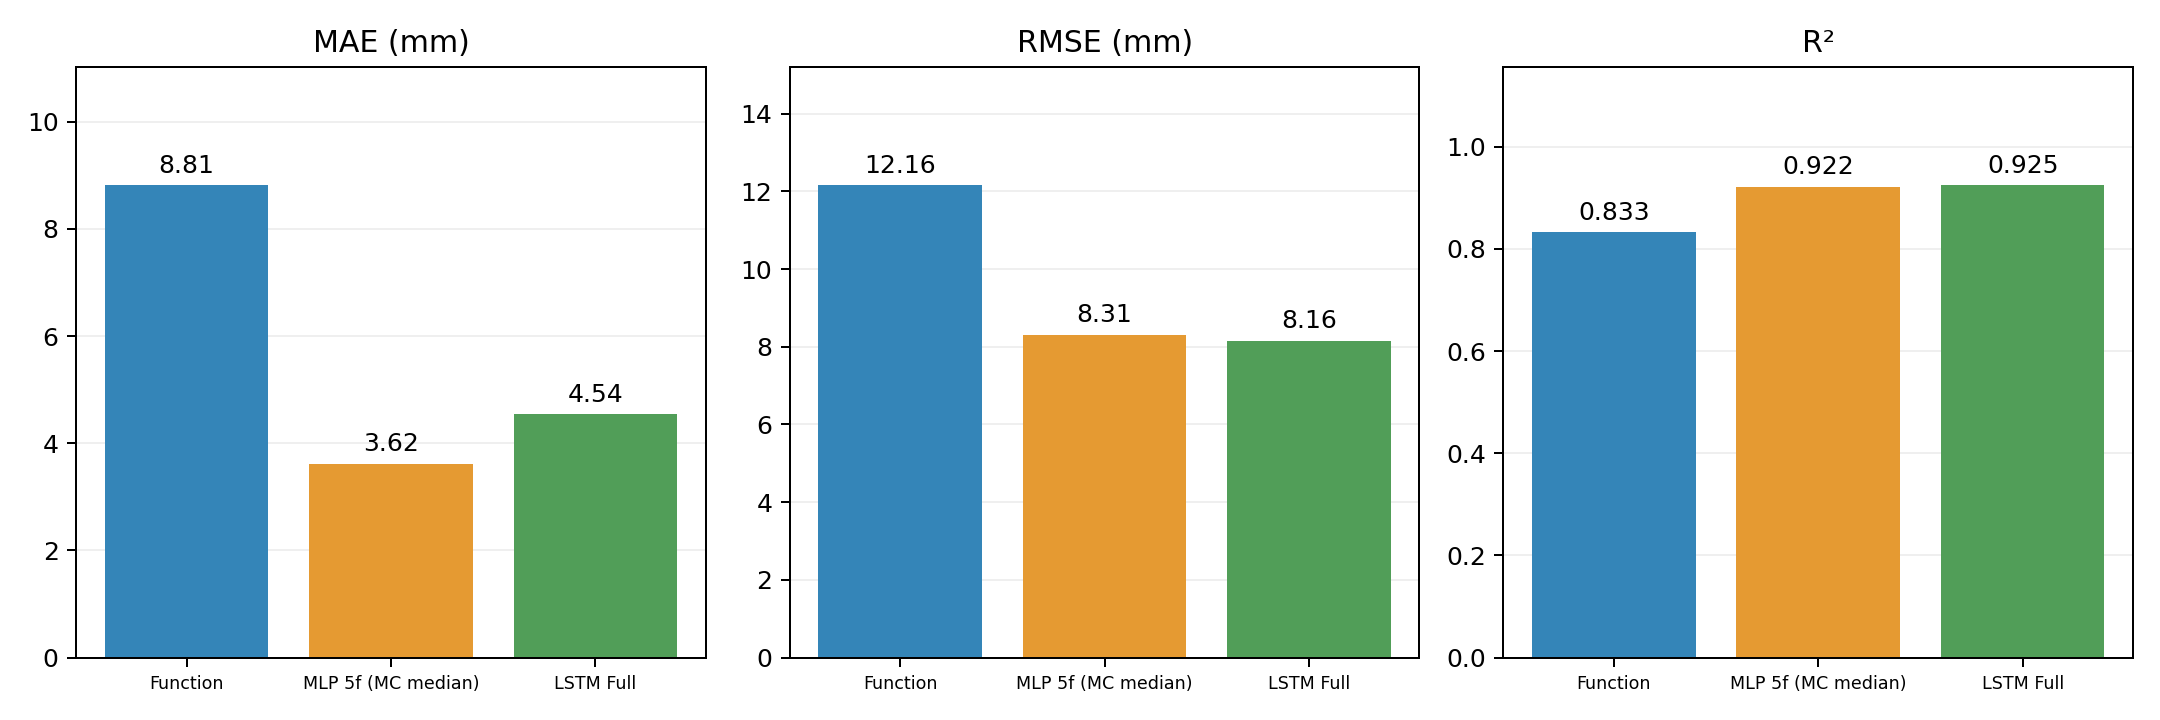 MAE (mm)
10
8
6
4
2
0
8.81
3.62
4.54
Function
MLP 5f (MC median)
LSTM Full
RMSE (mm)
14
12
10
8
6
4
2
0
12.16
8.31
8.16
Function
MLP 5f (MC median)
LSTM Full
R²
1.0
0.8
0.6
0.4
0.2
0.0
0.833
0.922
0.925
Function
MLP 5f (MC median)
LSTM Full